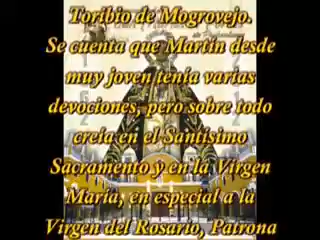 Toribio de Mogrovejo.
Se cuenta que Martín desde
muy joven tenía varias
devociones, pero sobre todo
creía en el Santísimo
Sacramento y en la Virgen
María, en especial a la
Virgen del Rosario, Patrona